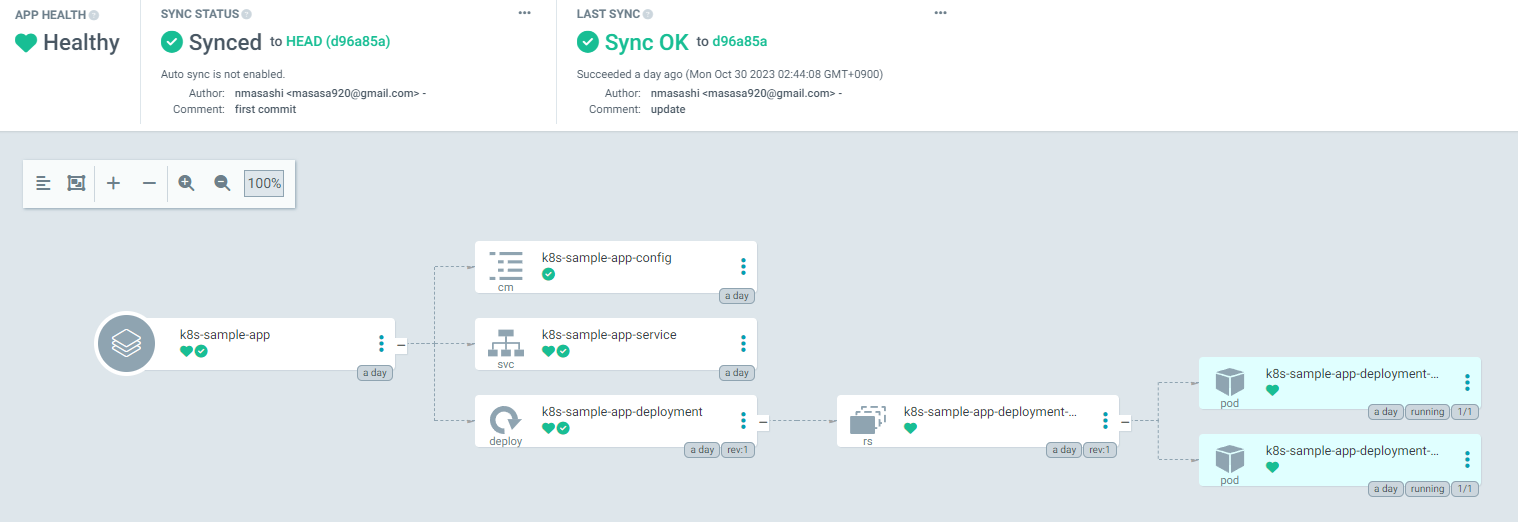 APP HEALTH
Healthy
SYNC STATUS
Synced to HEAD (d96a85a)
Auto sync is not enabled.
Author: nmasashi <masasa920@gmail.com> -
Comment: first commit
LAST SYNC
Sync OK to d96a85a
Succeeded a day ago (Mon Oct 30 2023 02:44:08 GMT+0900)
Author: nmasashi <masasa920@gmail.com> -
Comment: update
100%
k8s-sample-app
a day
k8s-sample-app-config
cm
a day
k8s-sample-app-service
svc
a day
k8s-sample-app-deployment
deploy
a day rev:1
k8s-sample-app-deployment-...
rs
a day rev:1
k8s-sample-app-deployment-...
pod
a day running 1/1
k8s-sample-app-deployment-...
pod
a day running 1/1